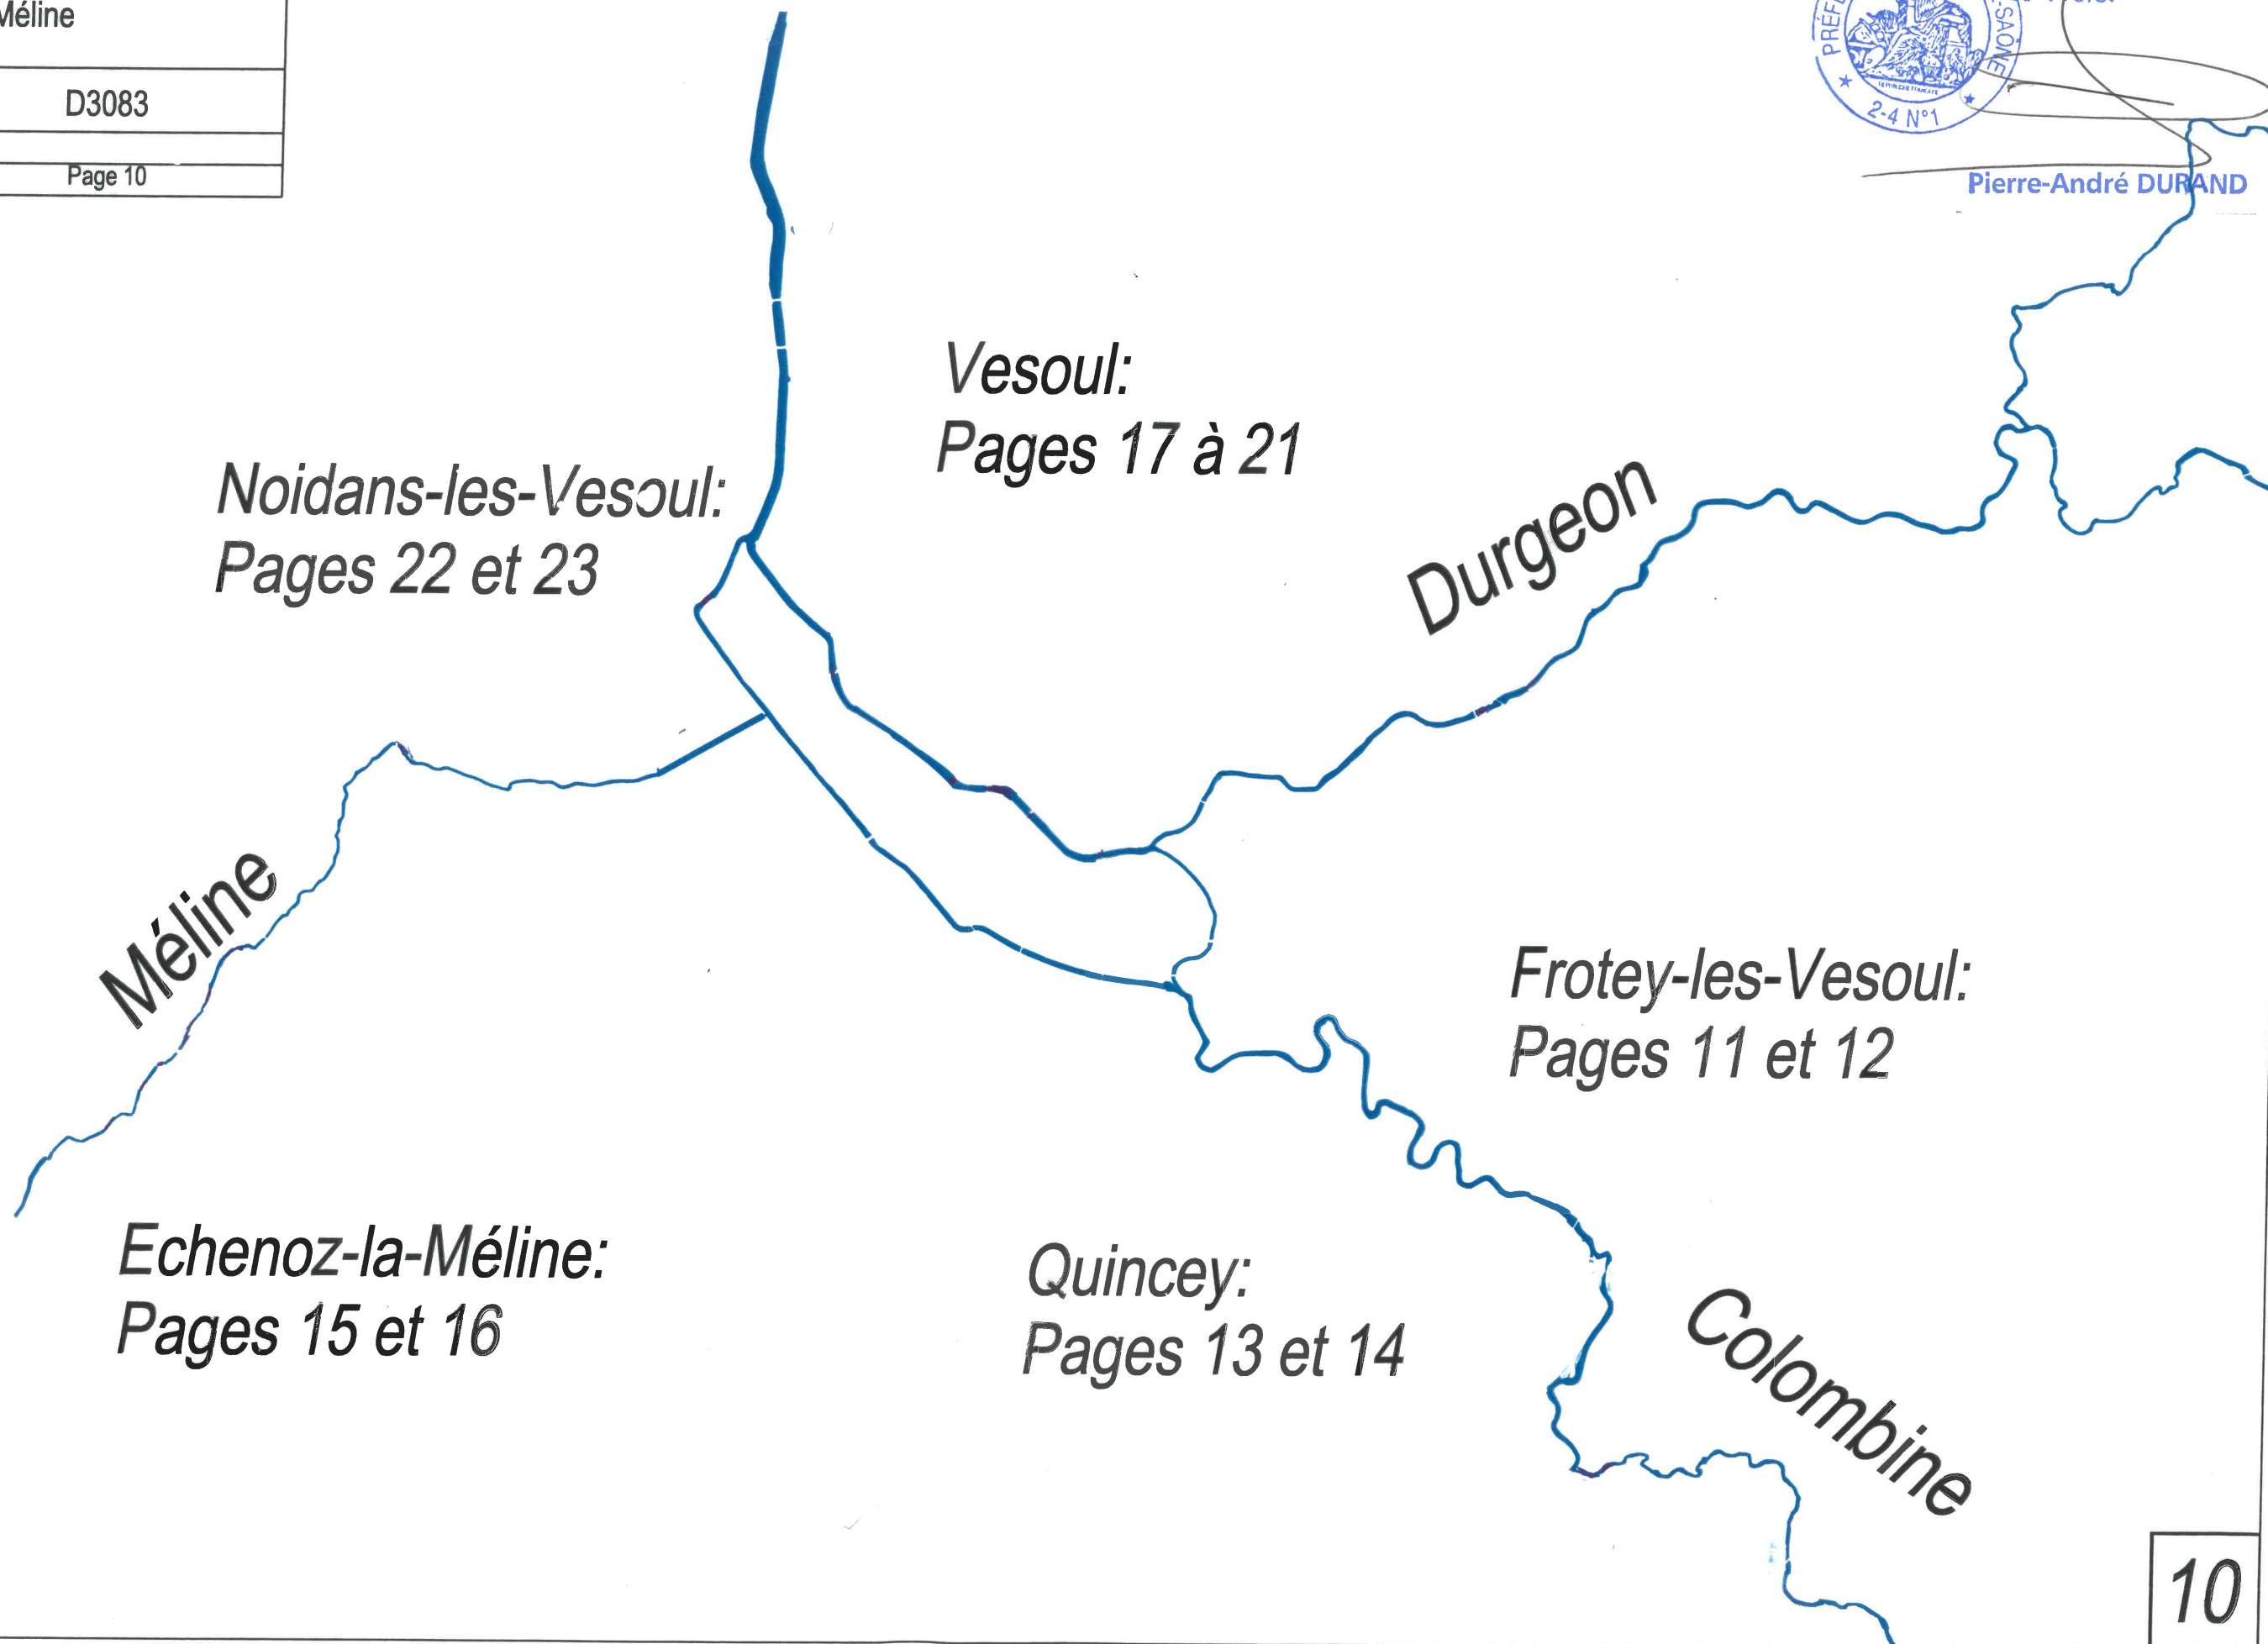 Méline
D3083
Page 10
2-4 N°1
Pierre-André DURAND
Vesoul:
Pages 17 à 21
Noidans-les-Vesoul:
Pages 22 et 23
Durgeon
Méline
Frotey-les-Vesoul:
Pages 11 et 12
Echenoz-la-Méline:
Pages 15 et 16
Quincey:
Pages 13 et 14
Colombine
10